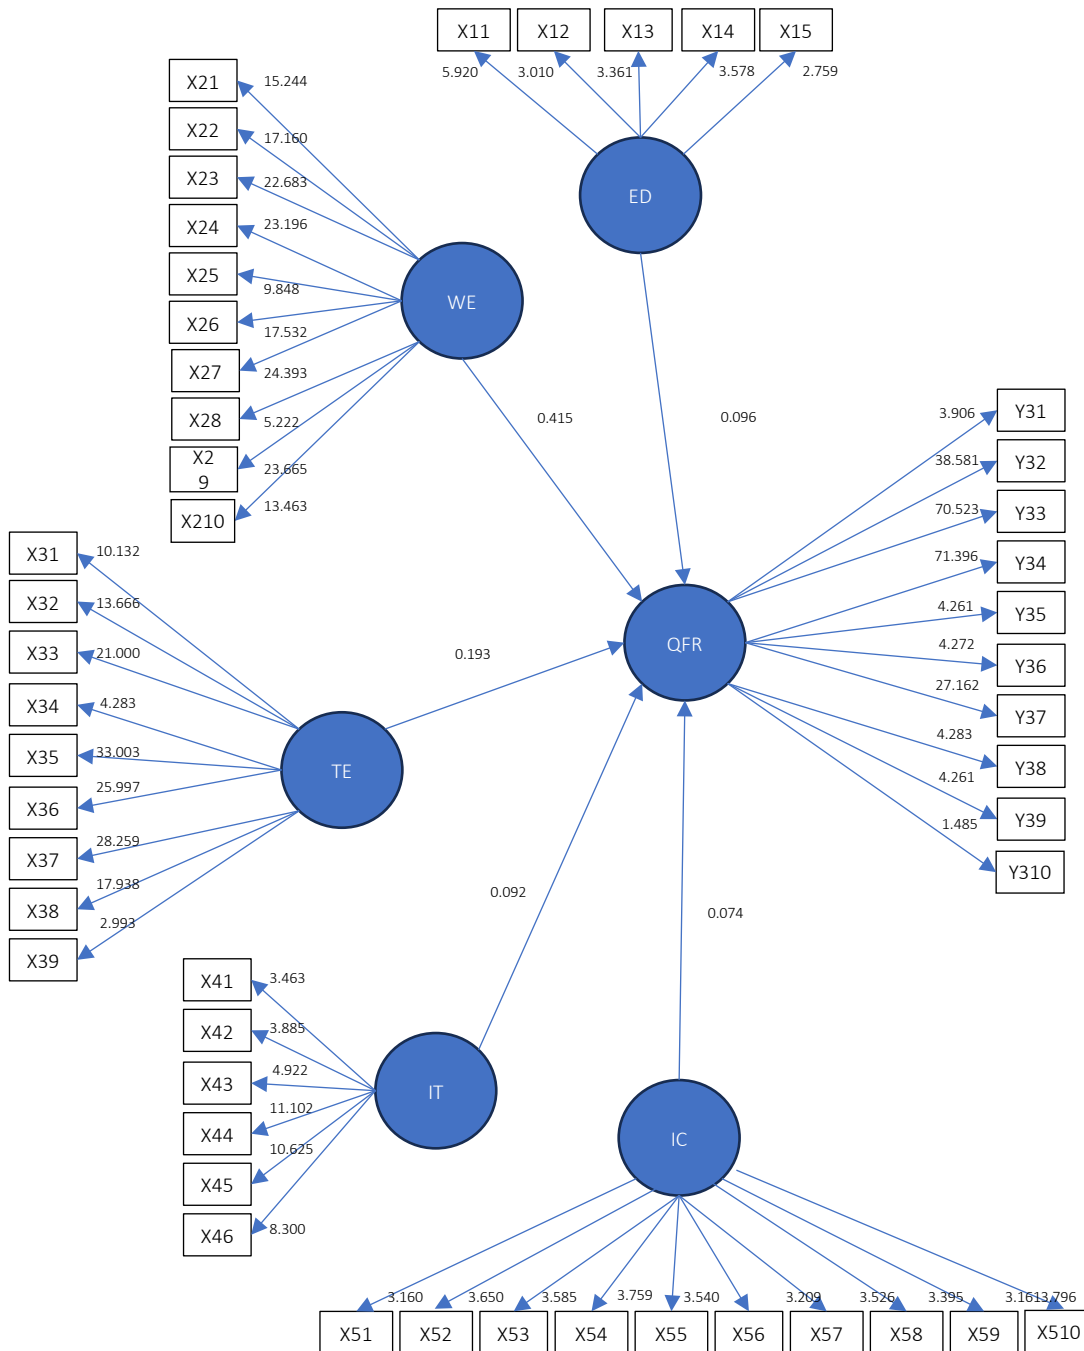 X11 X12 X13 X14 X15
5.920 3.010 3.361 3.578 2.759
X21
15.244
X22
17.160
X23
22.683
X24
23.196
X25
9.848
X26
17.532
X27
24.393
X28
5.222
X2
9
23.665
X210
13.463
ED
WE
0.415
0.096
Y31
3.906
Y32
38.581
Y33
70.523
Y34
71.396
Y35
4.261
Y36
4.272
Y37
27.162
Y38
4.283
Y39
4.261
Y310
1.485
QFR
X31
10.132
X32
13.666
X33
21.000
X34
4.283
X35
33.003
X36
25.997
X37
28.259
X38
17.938
X39
2.993
TE
0.193
0.092
0.074
X41
3.463
X42
3.885
X43
4.922
X44
11.102
X45
10.625
X46
8.300
IT
IC
3.160 3.650 3.585 3.759 3.540 3.209 3.526 3.395 3.161 3.796
X51 X52 X53 X54 X55 X56 X57 X58 X59 X510